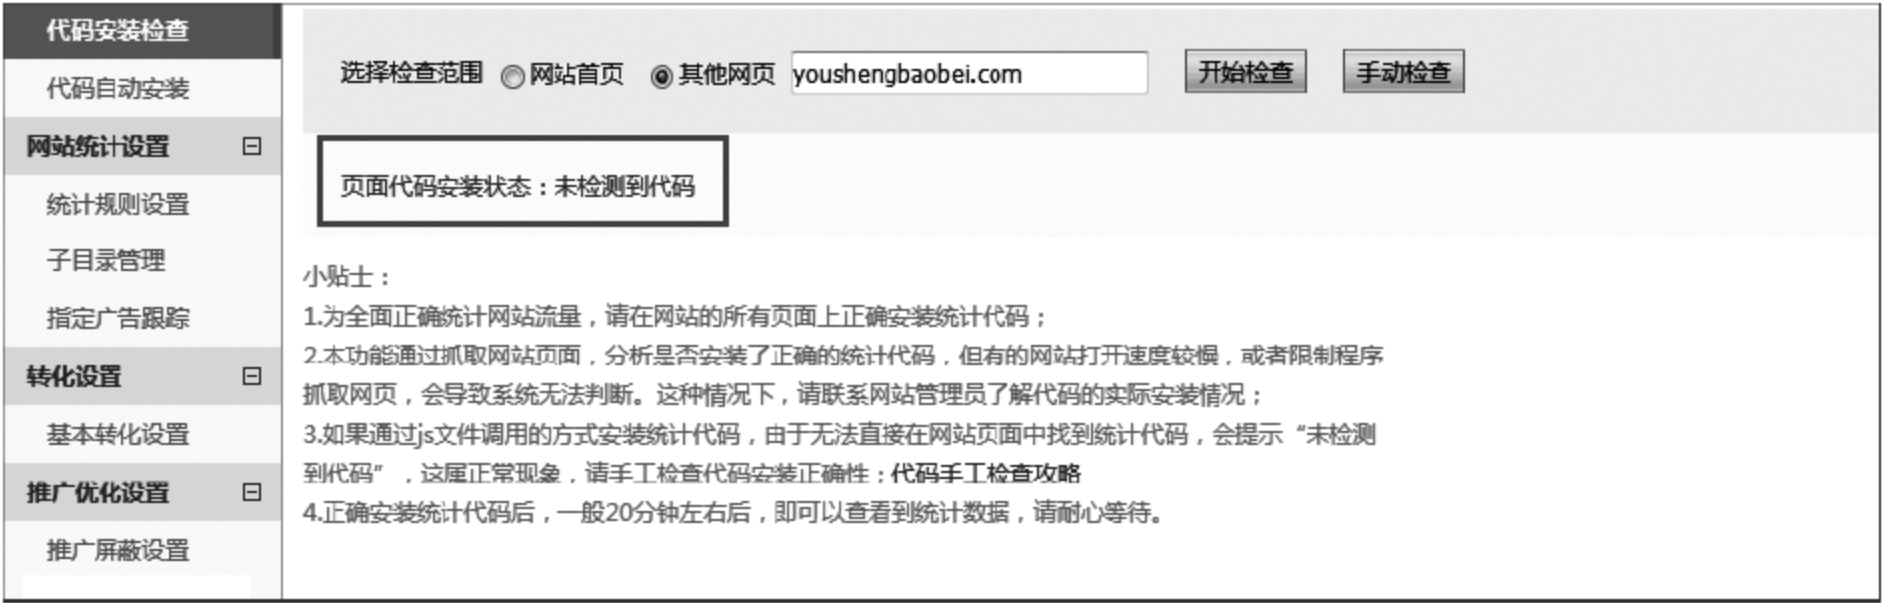 代码安装检查
代码自动安装
网站统计设置
统计规则设置
子目录管理
指定广告跟踪
转化设置
基本转化设置
推广优化设置
推广屏蔽设置
选择检查范围 网站首页 其他网页 youshengbaobei.com 开始检查 手动检查
页面代码安装状态：未检测到代码
小贴士：
1.为全面正确统计网站流量，请在网站的所有页面上正确安装统计代码；
2.本功能通过抓取网站页面，分析是否安装了正确的统计代码，但有的网站打开速度较慢，或者限制程序
抓取网页，会导致系统无法判断。这种情况下，请联系网站管理员了解代码的实际安装情况；
3.如果通过js文件调用的方式安装统计代码，由于无法直接在网站页面中找到统计代码，会提示“未检测
到代码”，这属正常现象，请手工检查代码安装正确性；代码手工检查攻略
4.正确安装统计代码后，一般20分钟左右后，即可以查看到统计数据，请耐心等待。